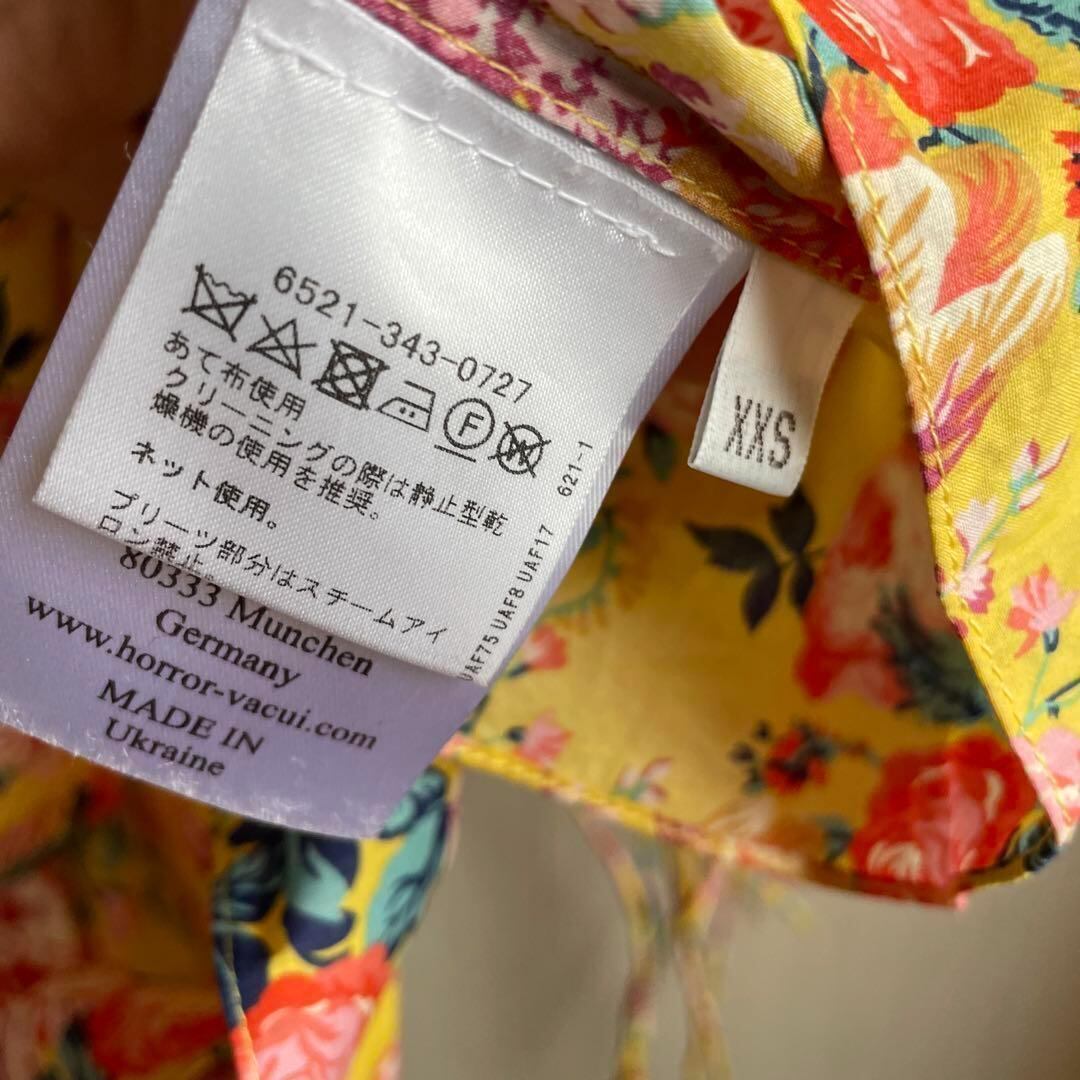 6521-343-0727
F
W
あて布使用
クリーニングの際は静止型乾
燥機の使用を推奨。
ネット使用。
プリーツ部分はスチームアイ
ロン禁止
621-1
UAF75 UAF8 UAF17
XXS
80333 Munchen
Germany
www.horror-vacui.com
MADE IN
Ukraine